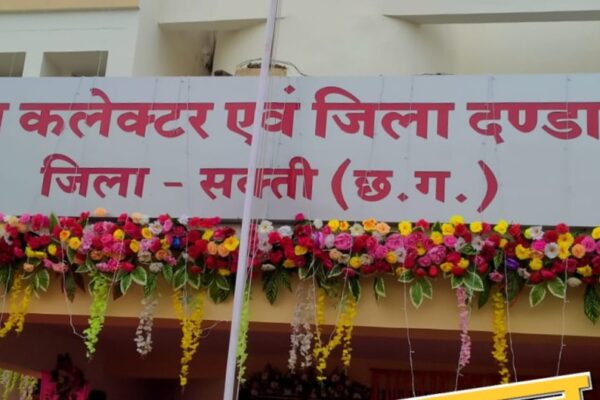 कलेक्टर एवं जिला दण्डा
जिला - सक्ती (छ.ग.)